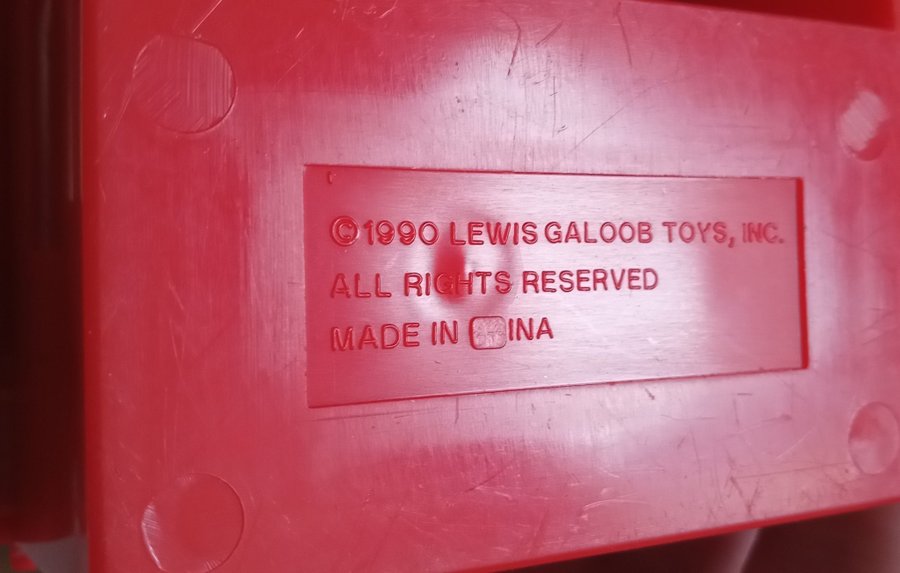 ©1990 LEWIS GALOOB TOYS, INC.
ALL RIGHTS RESERVED
MADE IN